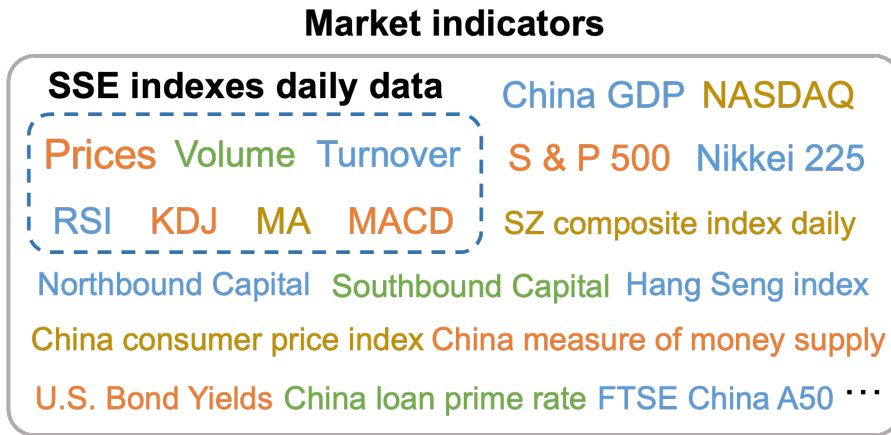 Market indicators
SSE indexes daily data
Prices Volume Turnover
RSI KDJ MA MACD
China GDP NASDAQ
S & P 500 Nikkei 225
SZ composite index daily
Northbound Capital Southbound Capital Hang Seng index
China consumer price index China measure of money supply
U.S. Bond Yields China loan prime rate FTSE China A50 ...